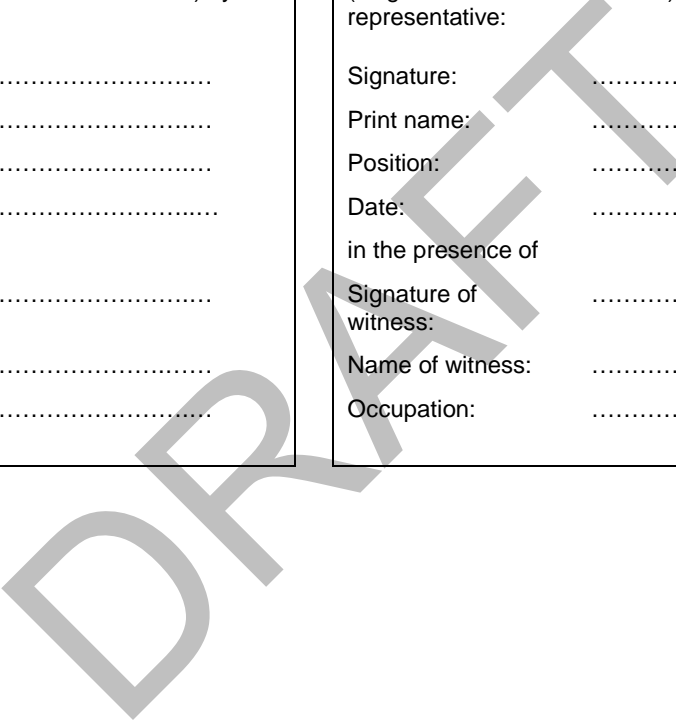 representative:
…………………….…
Signature: ………….
…………………….…
Print name: ………….
…………………….…
Position: ………….
……………………..…
Date: ………….
in the presence of
…………………….…
Signature of ………….
witness:
………………………
Name of witness: ………….
…………………….…
Occupation: ………….
DRAFT